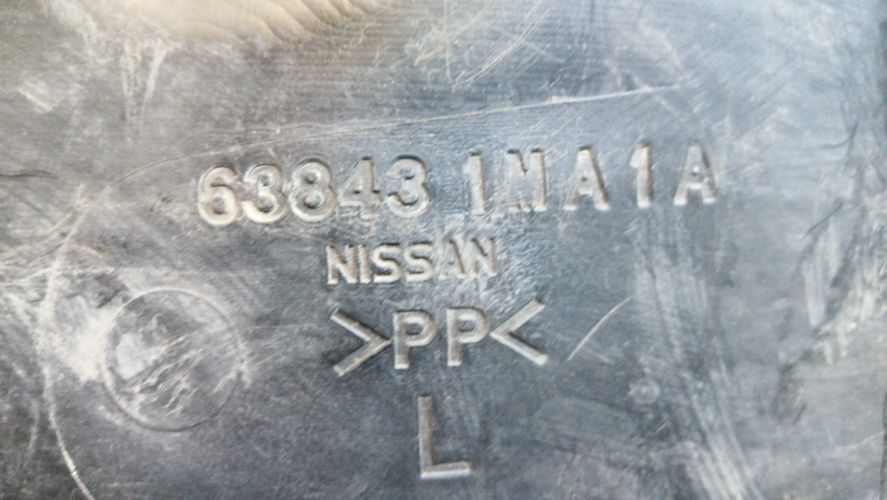 63843 1MA1A
NISSAN
>PP<
L